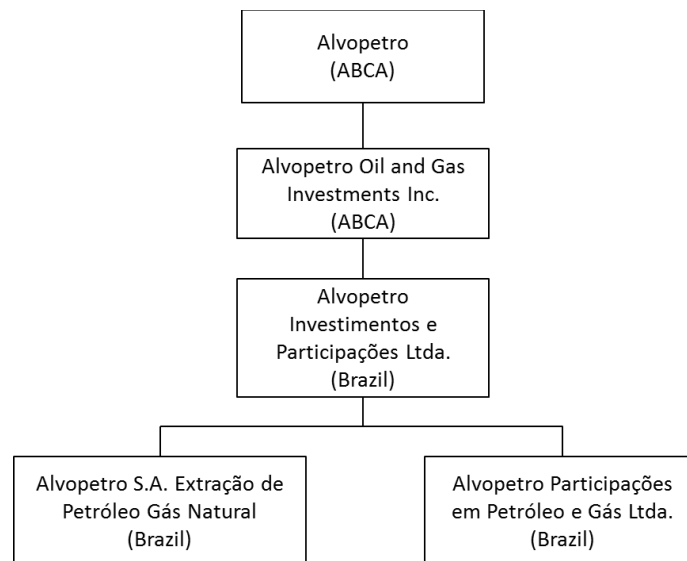 Alvopetro
(ABCA)
Alvopetro Oil and Gas
Investments Inc.
(ABCA)
Alvopetro
Investimentos e
Participações Ltda.
(Brazil)
Alvopetro S.A. Extração de
Petróleo Gás Natural
(Brazil)
Alvopetro Participações
em Petróleo e Gás Ltda.
(Brazil)